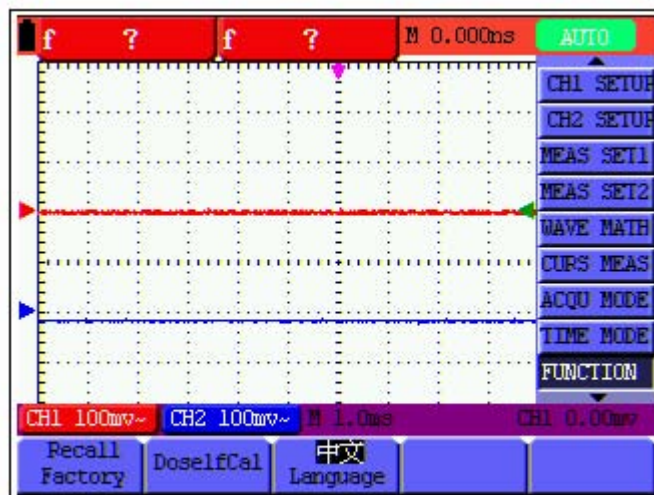 f ? f ? M 0.000ns AUTO
CH1 SETUP
CH2 SETUP
MEAS SET1
MEAS SET2
WAVE MATH
CURS MEAS
ACQU MODE
TIME MODE
FUNCTION
CH1 100mv~ CH2 100mv~ M 1.0ms CH1 0.00mv
Recall
Factory
DoselfCal
中文
Language